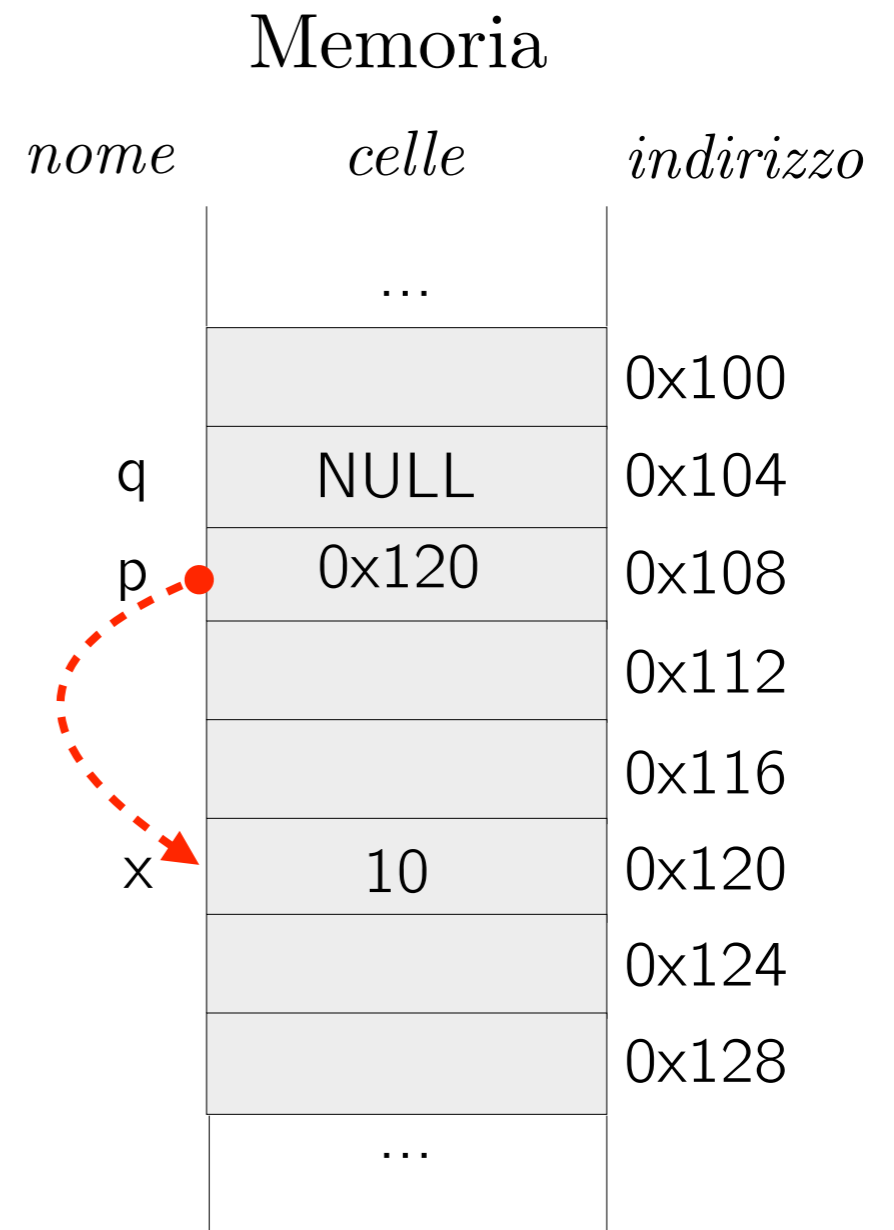 Memoria
nome celle indirizzo
...
0x100
q NULL 0x104
p 0x120 0x108
0x112
0x116
x 10 0x120
0x124
0x128
...